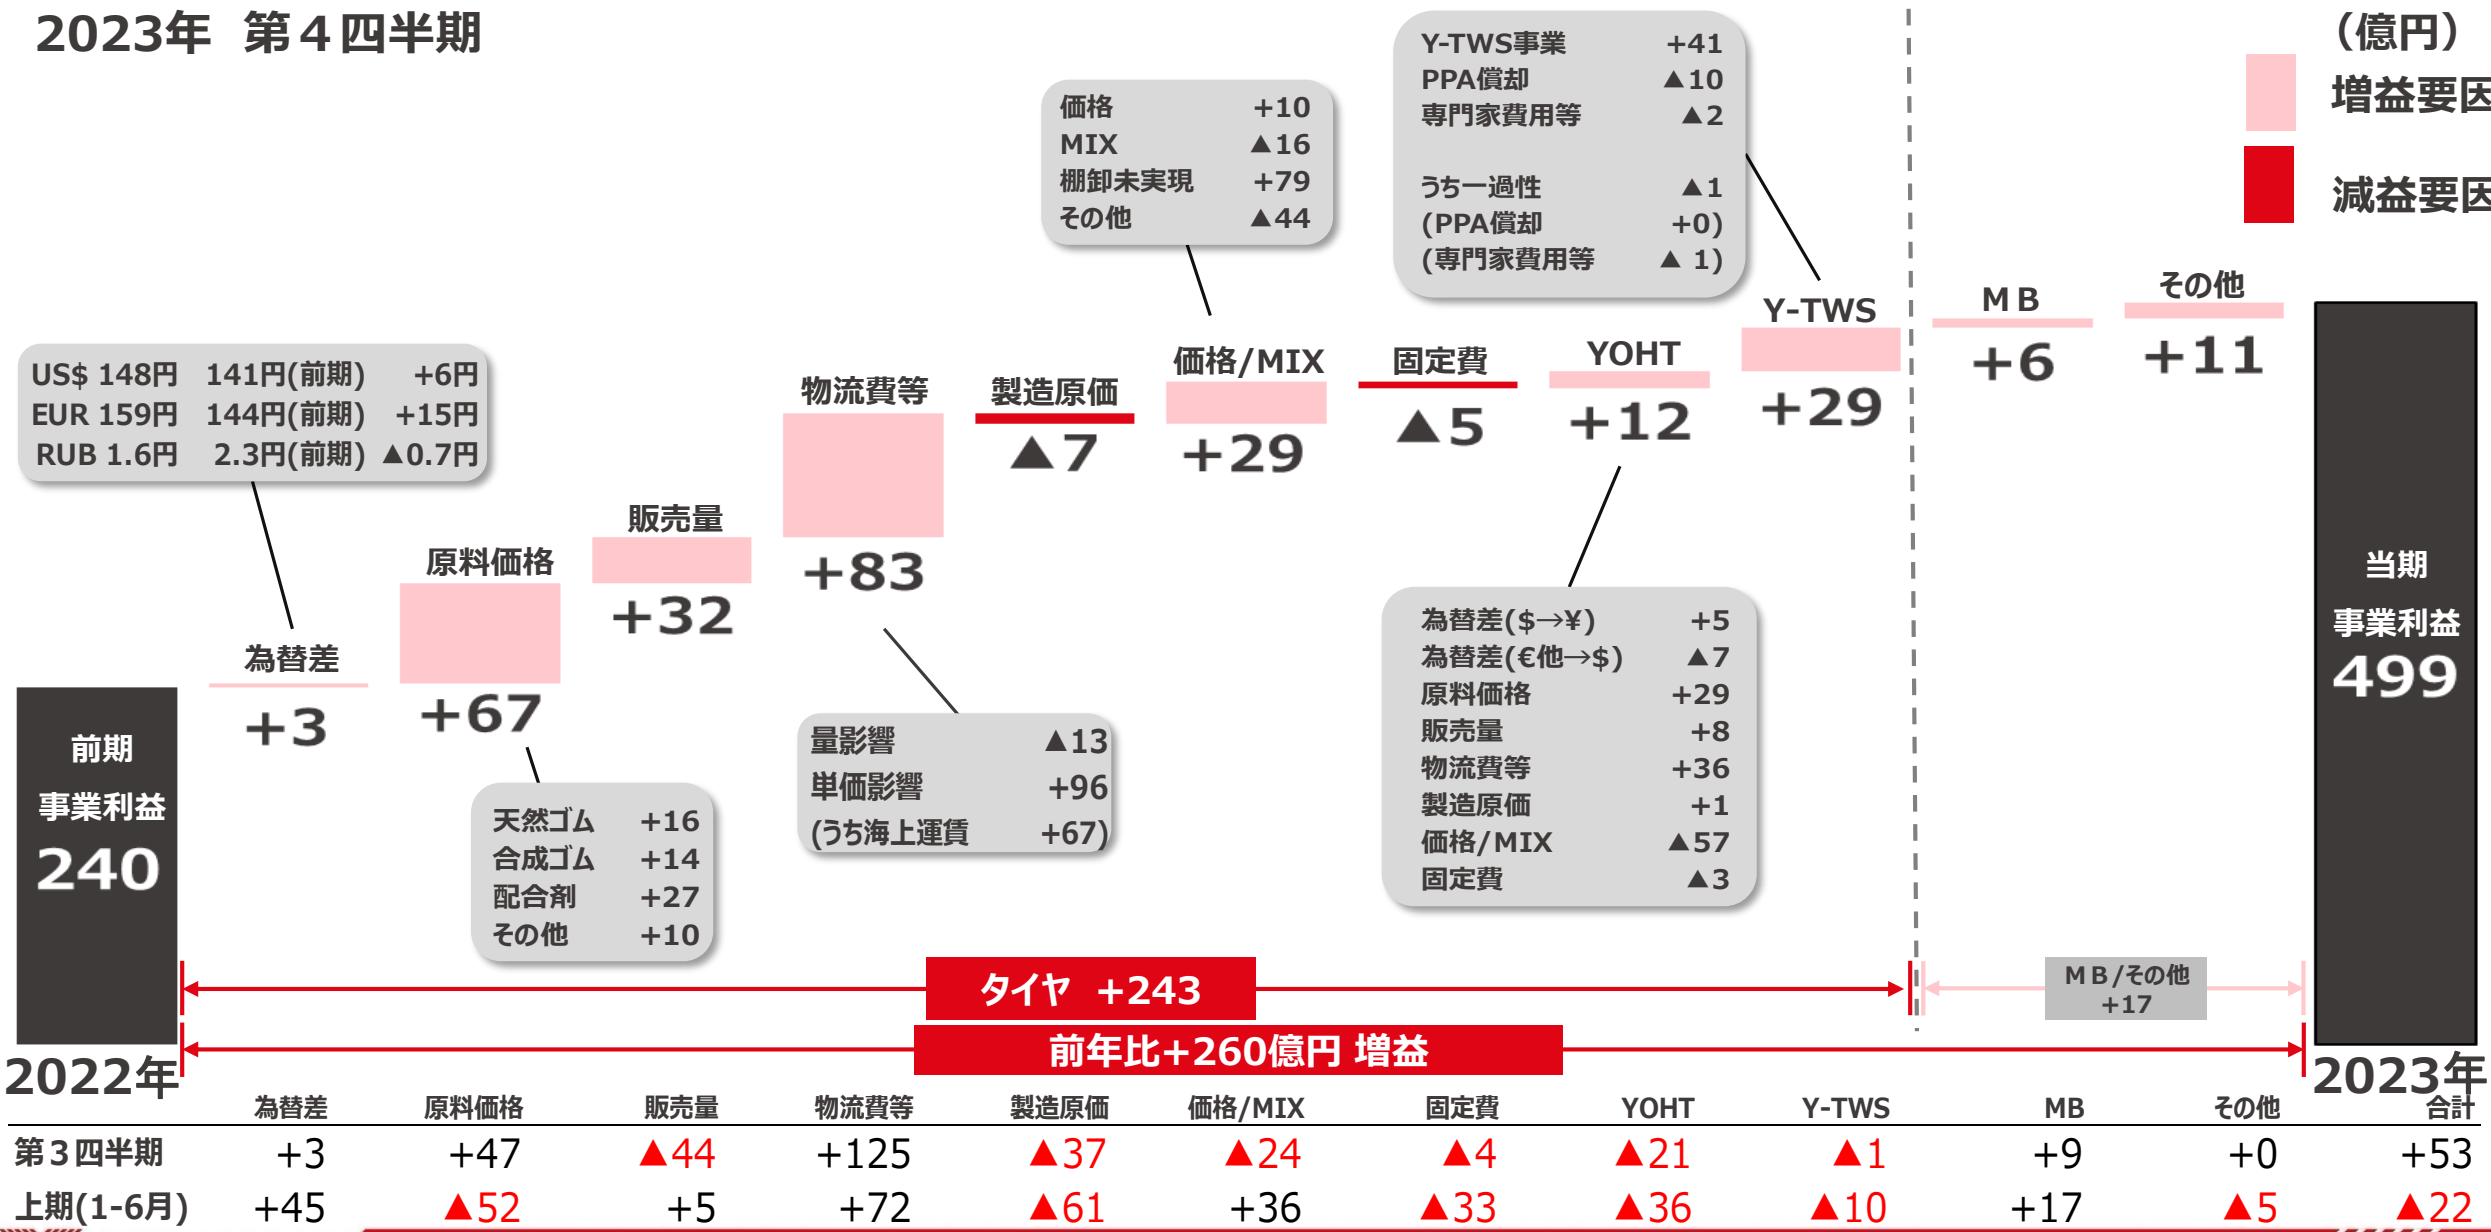 2023年 第４四半期
（億円）
増益要因
減益要因
US$ 148円 141円(前期) +6円
EUR 159円 144円(前期) +15円
RUB 1.6円 2.3円(前期) ▲0.7円
価格 +10
MIX ▲16
棚卸未実現 +79
その他 ▲44
Y-TWS事業 +41
PPA償却 ▲10
専門家費用等 ▲2
うち一過性 ▲1
(PPA償却 +0)
(専門家費用等 ▲ 1)
前期
事業利益
240
為替差
+3
原料価格
+67
販売量
+32
物流費等
+83
製造原価
▲7
価格/MIX
+29
固定費
▲5
YOHT
+12
Y-TWS
+29
ＭＢ
+6
その他
+11
当期
事業利益
499
天然ゴム +16
合成ゴム +14
配合剤 +27
その他 +10
量影響 ▲13
単価影響 +96
(うち海上運賃 +67)
為替差($→¥) +5
為替差(€他→$) ▲7
原料価格 +29
販売量 +8
物流費等 +36
製造原価 +1
価格/MIX ▲57
固定費 ▲3
タイヤ +243
ＭＢ/その他
+17
前年比+260億円 増益
2022年
2023年
為替差 原料価格 販売量 物流費等 製造原価 価格/MIX 固定費 YOHT Y-TWS MB その他 合計
第３四半期 +3 +47 ▲44 +125 ▲37 ▲24 ▲4 ▲21 ▲1 +9 +0 +53
上期(1-6月) +45 ▲52 +5 +72 ▲61 +36 ▲33 ▲36 ▲10 +17 ▲5 ▲22